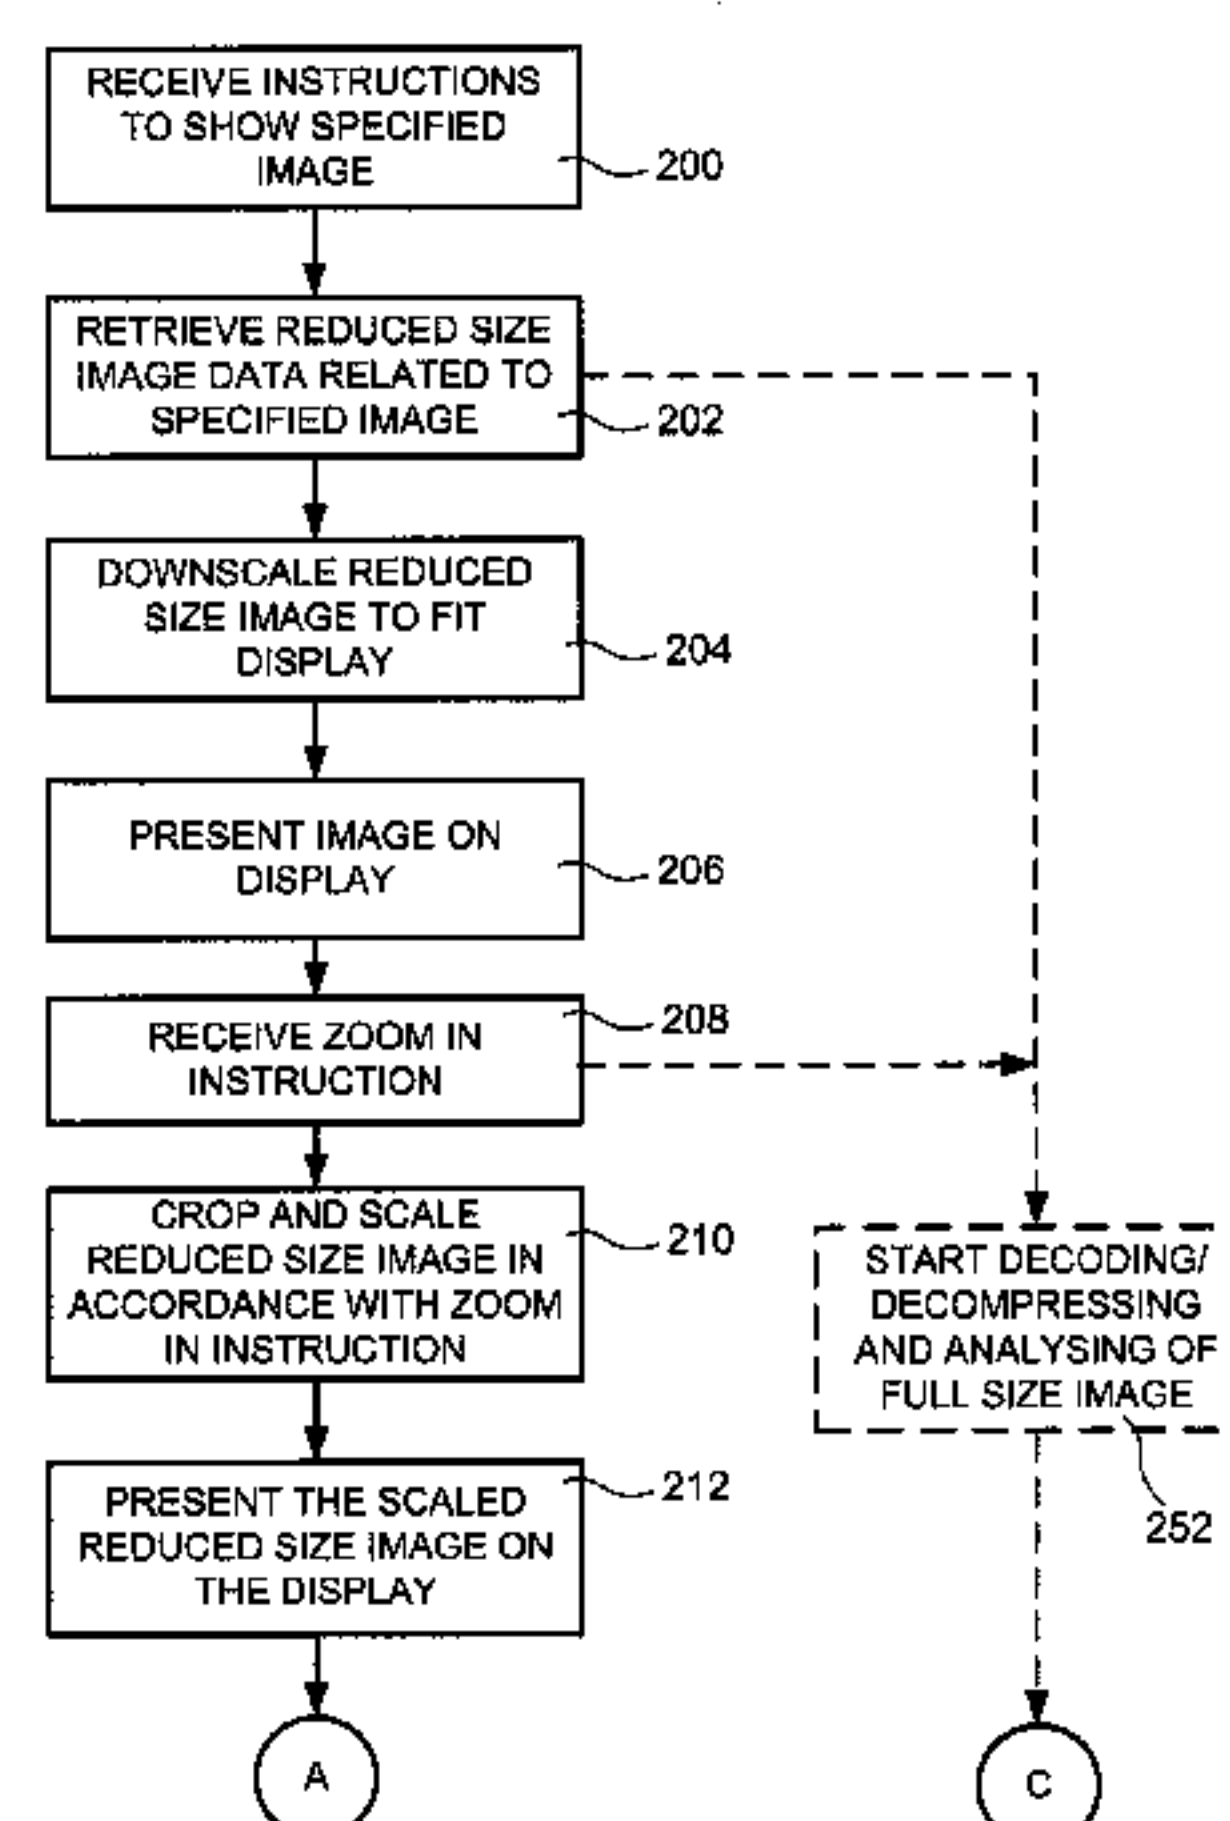 RECEIVE INSTRUCTIONS
TO SHOW SPECIFIED
IMAGE
200
RETRIEVE REDUCED SIZE
IMAGE DATA RELATED TO
SPECIFIED IMAGE
202
DOWNSCALE REDUCED
SIZE IMAGE TO FIT
DISPLAY
204
PRESENT IMAGE ON
DISPLAY
206
RECEIVE ZOOM IN
INSTRUCTION
208
CROP AND SCALE
REDUCED SIZE IMAGE IN
ACCORDANCE WITH ZOOM
IN INSTRUCTION
210
START DECODING/
DECOMPRESSING
AND ANALYSING OF
FULL SIZE IMAGE
252
PRESENT THE SCALED
REDUCED SIZE IMAGE ON
THE DISPLAY
212
A
C